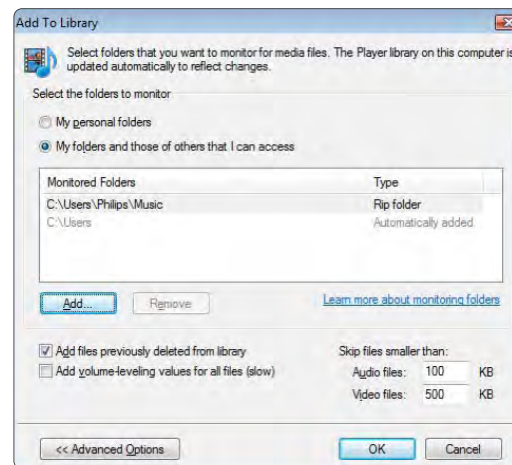 Add To Library
Select folders that you want to monitor for media files. The Player library on this computer is
updated automatically to reflect changes.
Select the folders to monitor
My personal folders
My folders and those of others that I can access
Monitored Folders Type
C:\Users\Philips\Music Rip folder
C:\Users Automatically added
Add... Remove Learn more about monitoring folders
Add files previously deleted from library Skip files smaller than:
Add volume-leveling values for all files (slow) Audio files: 100 KB
Video files: 500 KB
<< Advanced Options OK Cancel